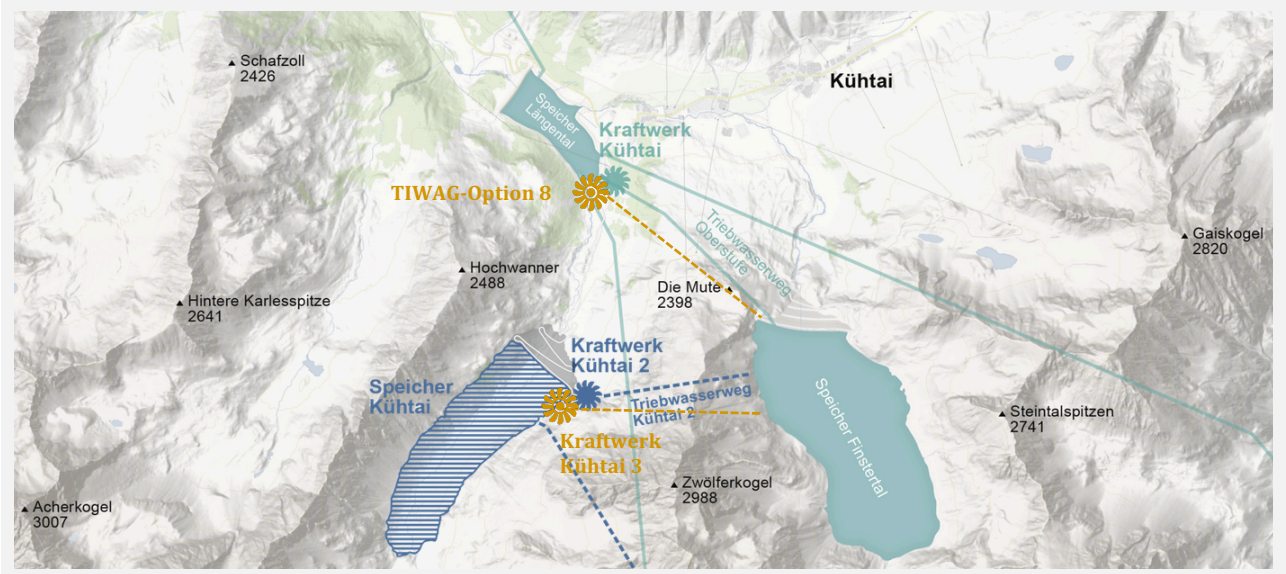 Schafzoll
2426
Kühtai
Speicher
Längental
Kraftwerk
Kühtai
TIWAG-Option 8
Triebwasserweg
Oberstufe
Gaiskogel
2820
Hochwanner
2488
Die Mute
2398
Hintere Karlesspitze
2641
Kraftwerk
Kühtai 2
Speicher
Kühtai
Triebwasserweg
Kühtai 2
Speicher Finstertal
Steintalspitzen
2741
Kraftwerk
Kühtai 3
Zwölferkogel
2988
Acherkogel
3007